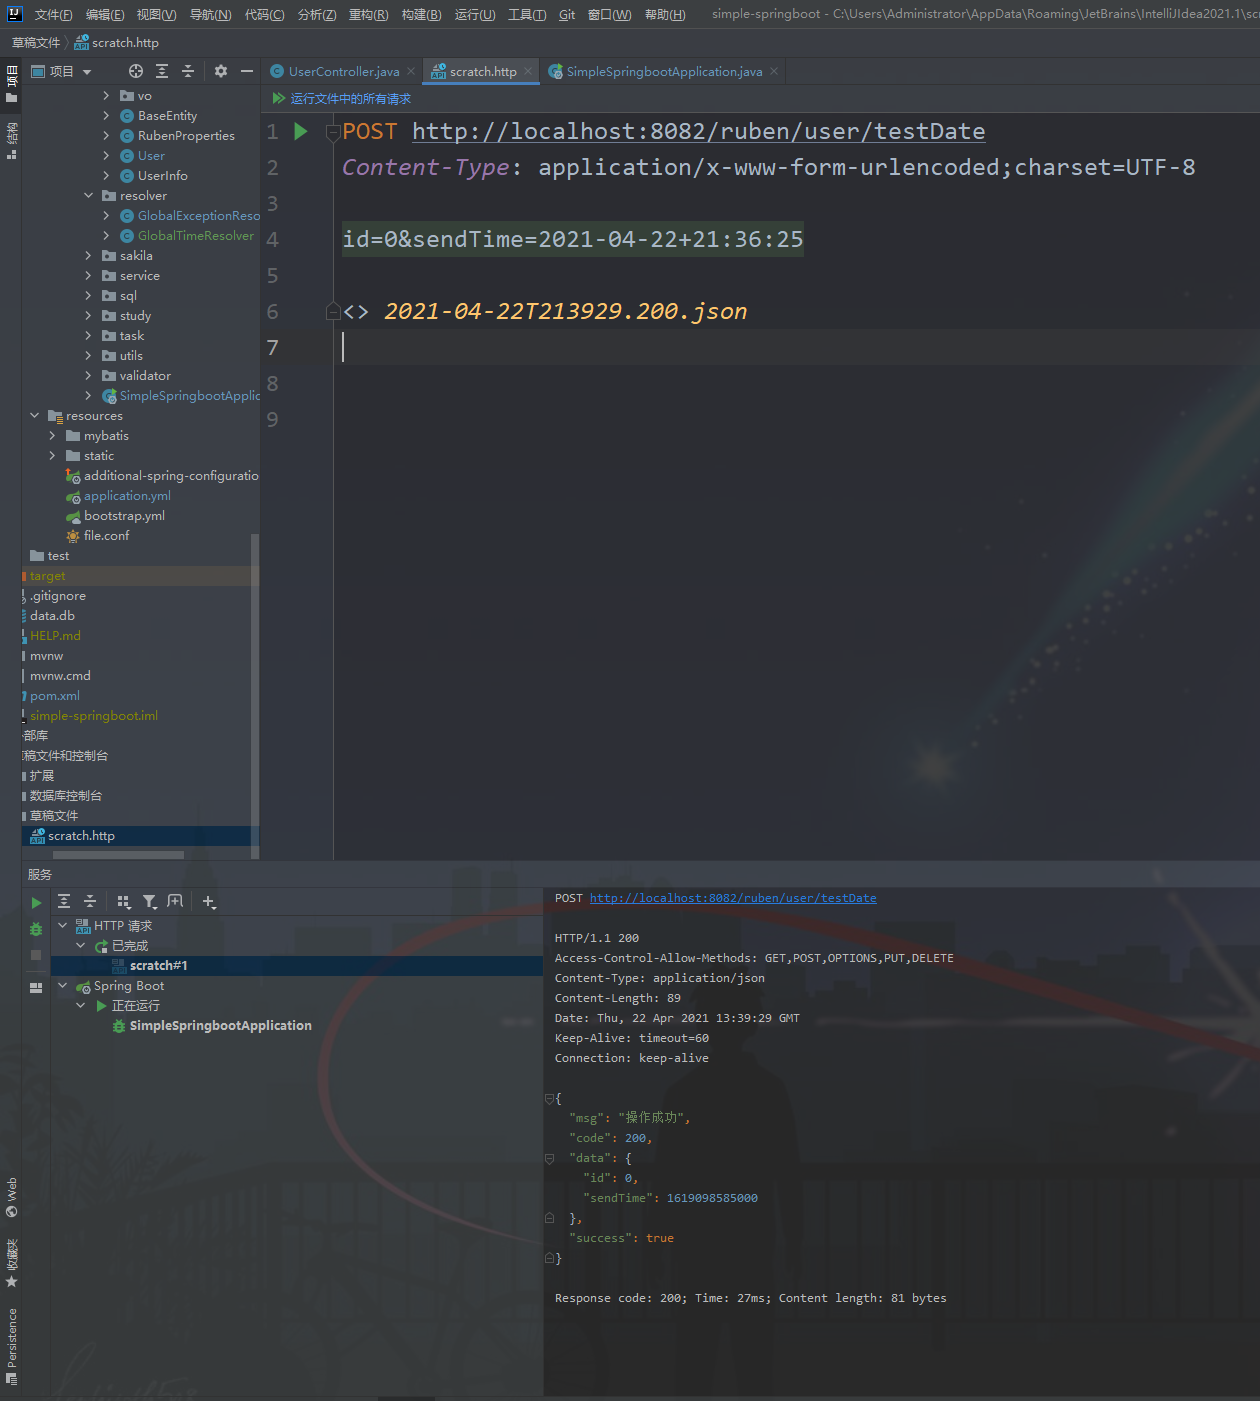 文件(F) 编辑(E) 视图(V) 导航(N) 代码(C) 分析(Z) 重构(R) 构建(B) 运行(U) 工具(T) Git 窗口(W) 帮助(H) simple-springboot - C:\Users\Administrator\AppData\Roaming\JetBrains\IntelliJIdea2021.1\scr
草稿文件 scratch.http
项目 UserController.java scratch.http SimpleSpringbootApplication.java
运行文件中的所有请求
项目
结构
vo
BaseEntity
RubenProperties
User
UserInfo
resolver
GlobalExceptionReso
GlobalTimeResolver
sakila
service
sql
study
task
utils
validator
SimpleSpringbootApplic
resources
mybatis
static
additional-spring-configuratio
application.yml
bootstrap.yml
file.conf
test
target
.gitignore
data.db
HELP.md
mvnw
mvnw.cmd
pom.xml
simple-springboot.iml
部库
稿文件和控制台
扩展
数据库控制台
草稿文件
scratch.http
1 POST http://localhost:8082/ruben/user/testDate
2 Content-Type: application/x-www-form-urlencoded;charset=UTF-8
3
4 id=0&sendTime=2021-04-22+21:36:25
5
6 <> 2021-04-22T213929.200.json
7
8
9
服务
HTTP 请求
已完成
scratch#1
Spring Boot
正在运行
SimpleSpringbootApplication
POST http://localhost:8082/ruben/user/testDate
HTTP/1.1 200
Access-Control-Allow-Methods: GET,POST,OPTIONS,PUT,DELETE
Content-Type: application/json
Content-Length: 89
Date: Thu, 22 Apr 2021 13:39:29 GMT
Keep-Alive: timeout=60
Connection: keep-alive
{
"msg": "操作成功",
"code": 200,
"data": {
"id": 0,
"sendTime": 1619098585000
},
"success": true
}
Response code: 200; Time: 27ms; Content length: 81 bytes
Web
收藏夹
Persistence